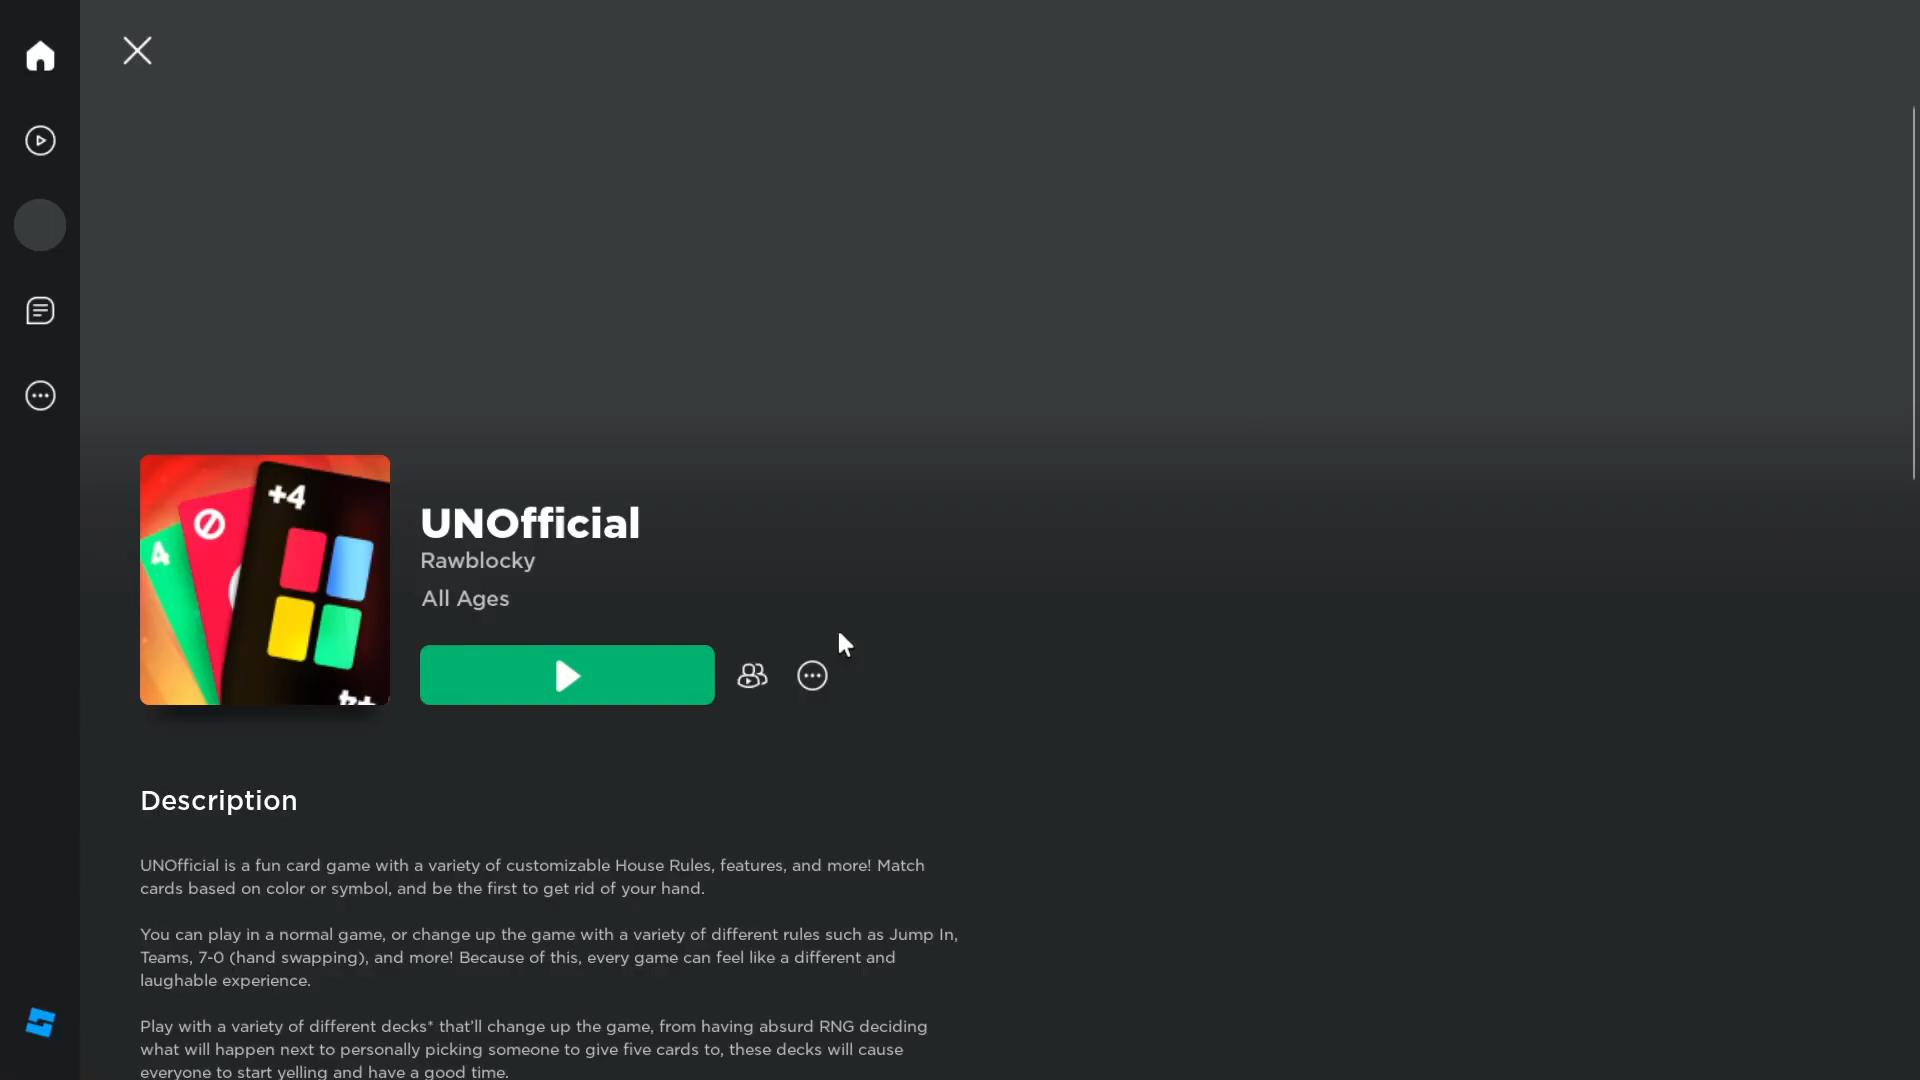 +4
4
UNOfficial
Rawblocky
All Ages
+4
Description
UNOfficial is a fun card game with a variety of customizable House Rules, features, and more! Match
cards based on color or symbol, and be the first to get rid of your hand.
You can play in a normal game, or change up the game with a variety of different rules such as Jump In,
Teams, 7-0 (hand swapping), and more! Because of this, every game can feel like a different and
laughable experience.
Play with a variety of different decks* that'll change up the game, from having absurd RNG deciding
what will happen next to personally picking someone to give five cards to, these decks will cause
everyone to start yelling and have a good time.